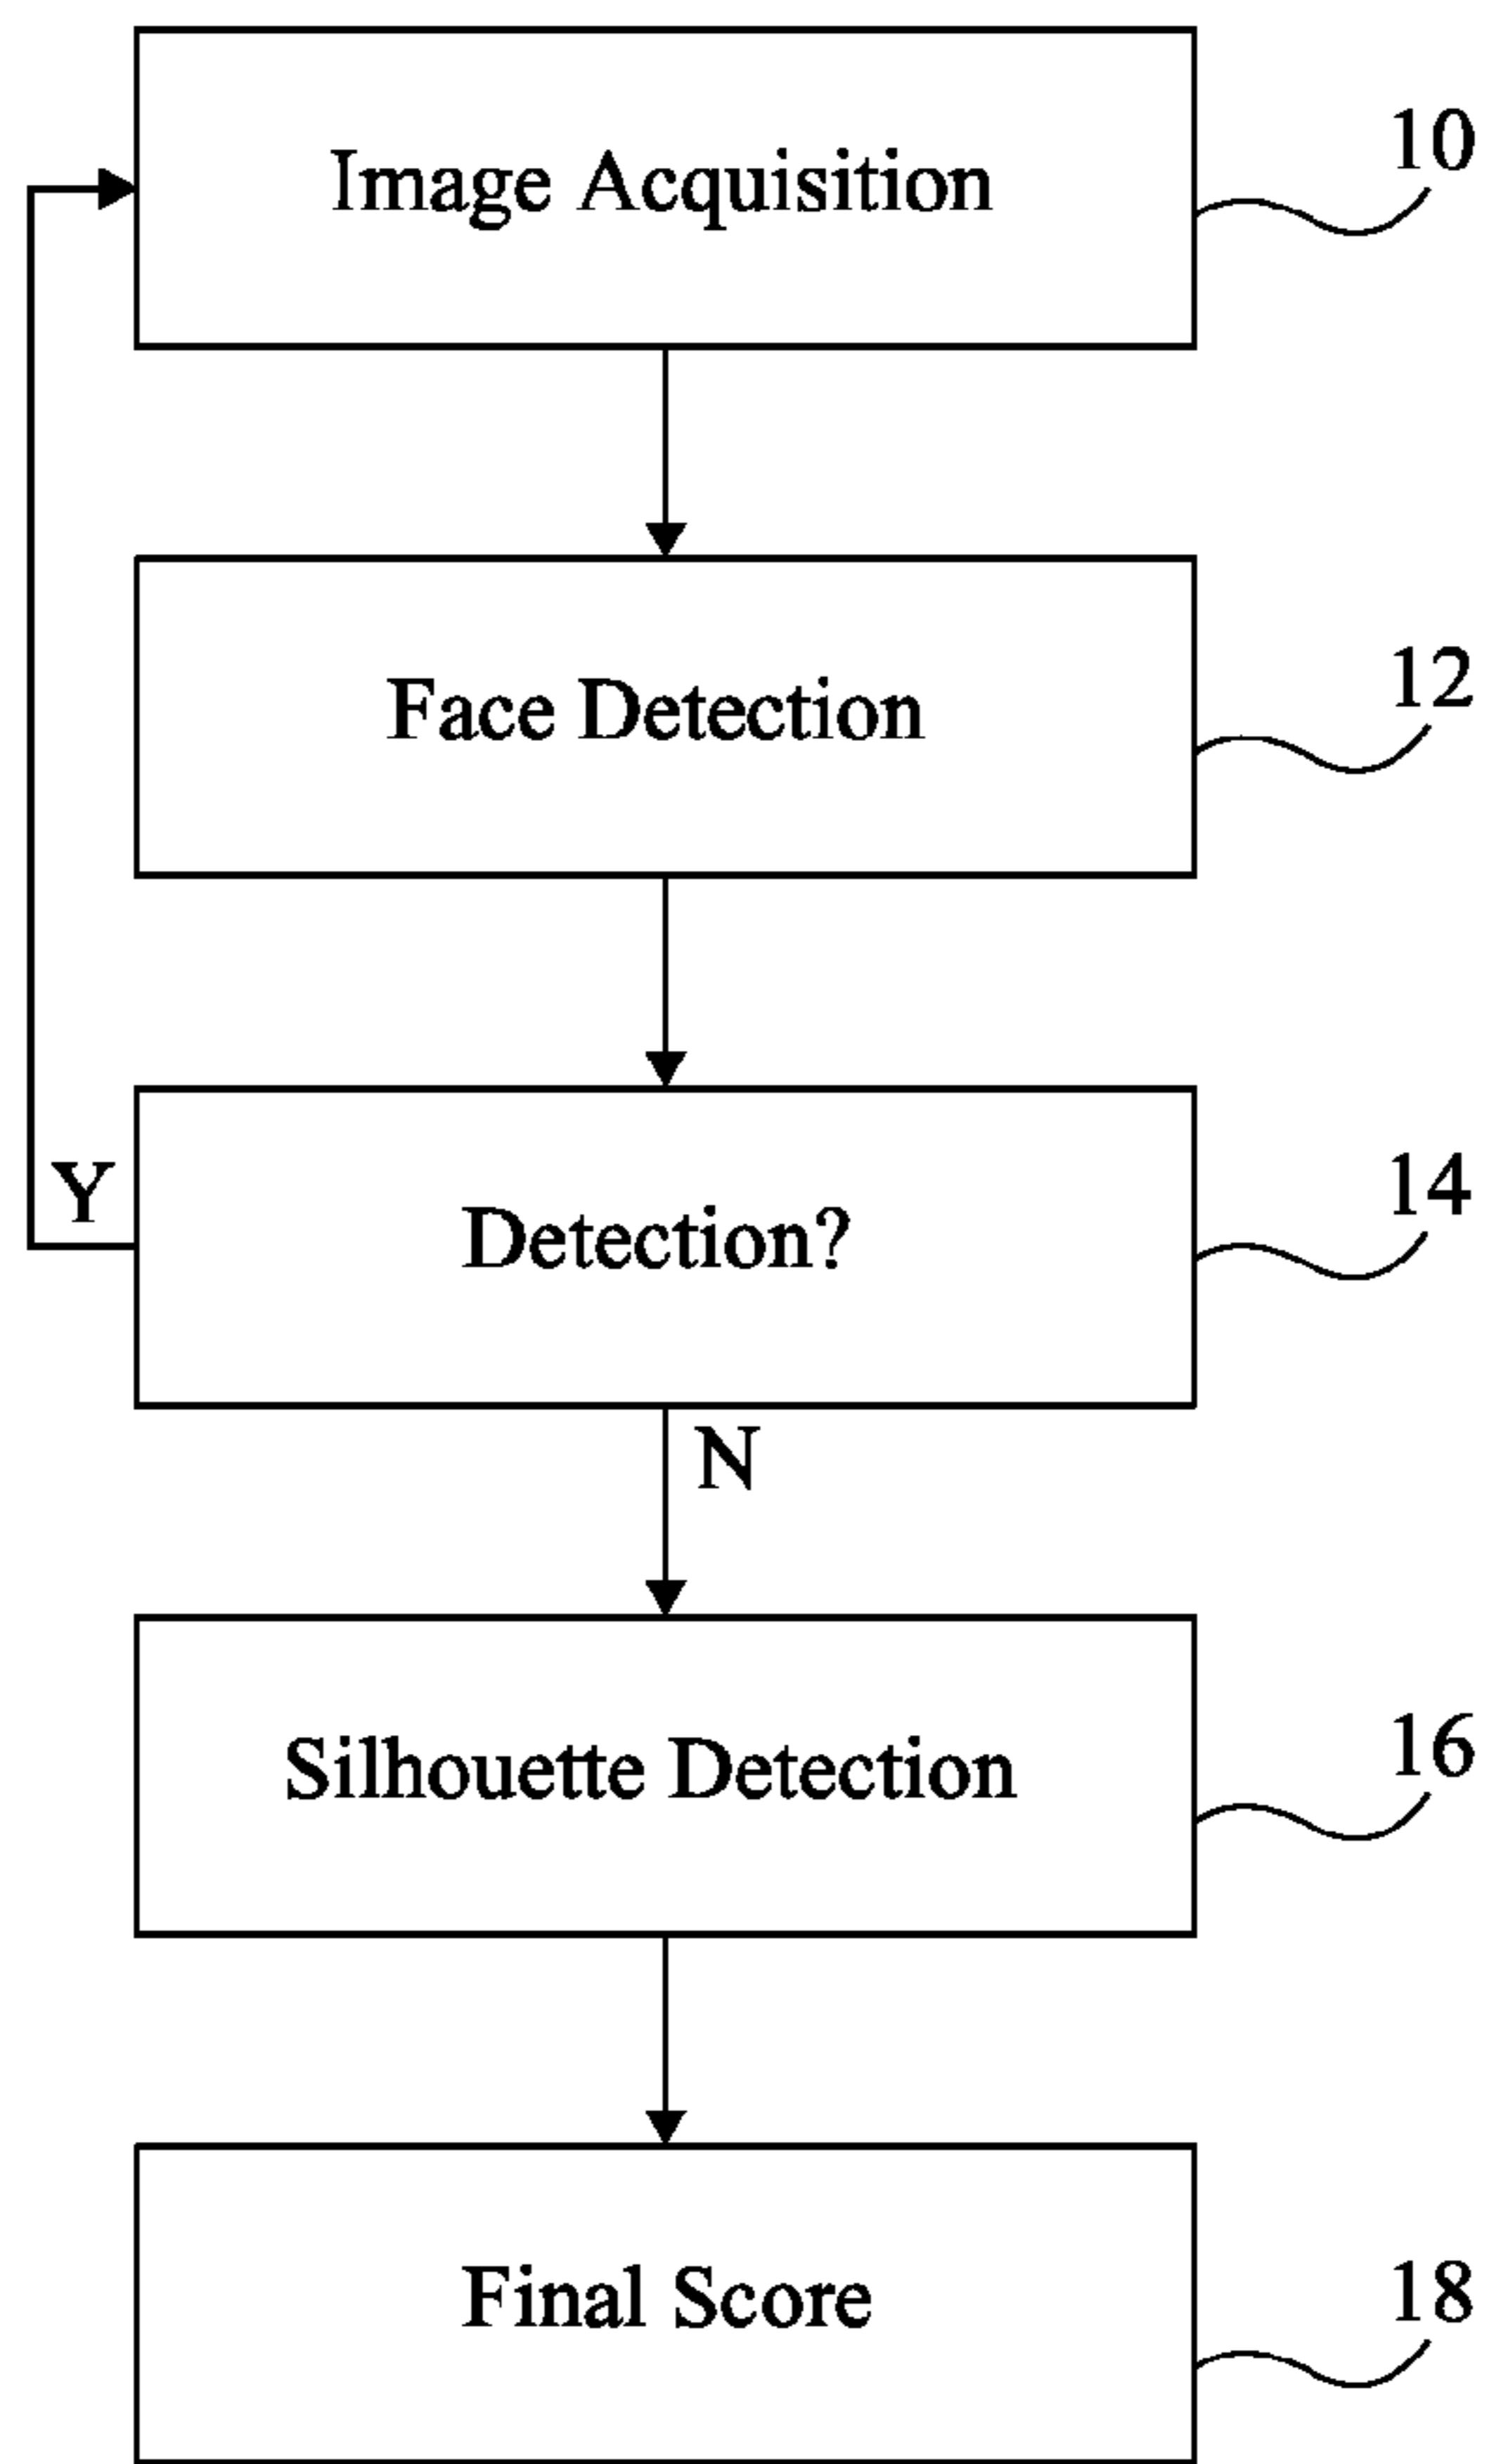 Image Acquisition
10
Face Detection
12
Detection?
14
Y
N
Silhouette Detection
16
Final Score
18